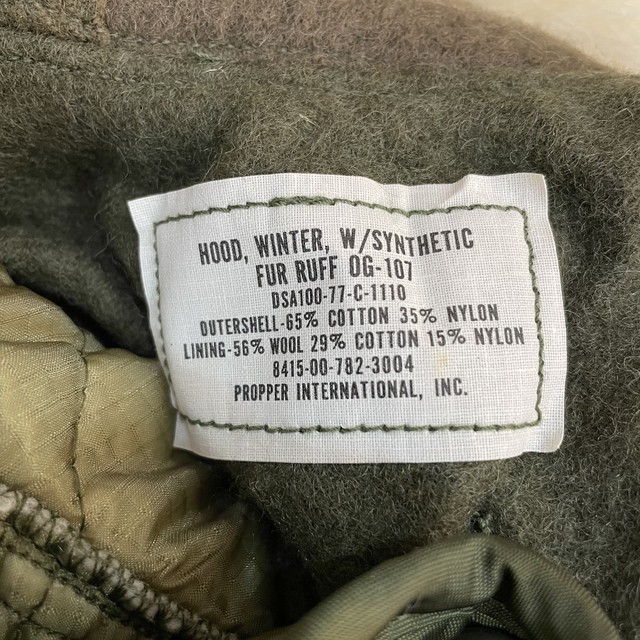 HOOD, WINTER, W/SYNTHETIC
FUR RUFF OG-107
DSA100-77-C-1110
OUTERSHELL-65% COTTON 35% NYLON
LINING-56% WOOL 29% COTTON 15% NYLON
8415-00-782-3004
PROPPER INTERNATIONAL, INC.